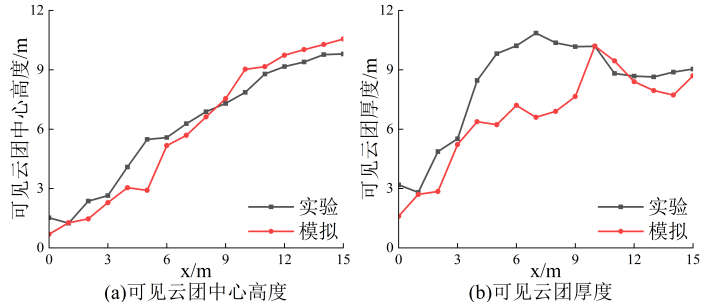 可见云团中心高度/m
12
9
6
3
0
0 3 6 9 12 15
x/m
实验
模拟
(a)可见云团中心高度
可见云团厚度/m
12
9
6
3
0
0 3 6 9 12 15
x/m
实验
模拟
(b)可见云团厚度